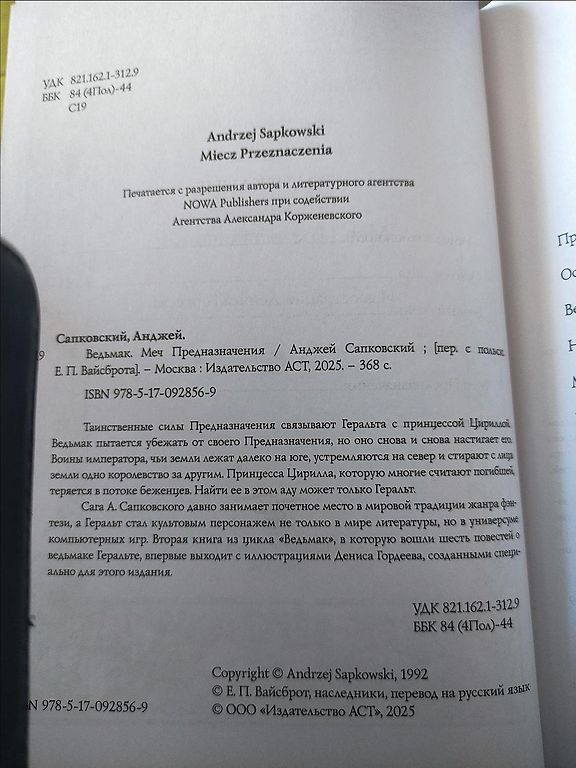 УДК 821.162.1-312.9
ББК 84 (4Пол)-44
С19
Andrzej Sapkowski
Miecz Przeznaczenia
Печатается с разрешения автора и литературного агентства
NOWA Publishers при содействии
Агентства Александра Корженевского
Сапковский, Анджей.
9 Ведьмак. Меч Предназначения / Анджей Сапковский ; [пер. с польск.
Е. П. Вайсброта]. – Москва : Издательство АСТ, 2025. – 368 с.
ISBN 978-5-17-092856-9
Таинственные силы Предназначения связывают Геральта с принцессой Цириллой.
Ведьмак пытается убежать от своего Предназначения, но оно снова и снова настигает его.
Воины императора, чьи земли лежат далеко на юге, устремляются на север и стирают с лица
земли одно королевство за другим. Принцесса Цирилла, которую многие считают погибшей,
теряется в потоке беженцев. Найти ее в этом аду может только Геральт.
Сага А. Сапковского давно занимает почетное место в мировой традиции жанра фэн-
тези, а Геральт стал культовым персонажем не только в мире литературы, но в универсуме
компьютерных игр. Вторая книга из цикла «Ведьмак», в которую вошли шесть повестей о
ведьмаке Геральте, впервые выходит с иллюстрациями Дениса Гордеева, созданными специ-
ально для этого издания.
УДК 821.162.1-312.9
ББК 84 (4Пол)-44
Copyright © Andrzej Sapkowski, 1992
© Е. П. Вайсброт, наследники, перевод на русский язык
N 978-5-17-092856-9 © ООО «Издательство АСТ», 2025